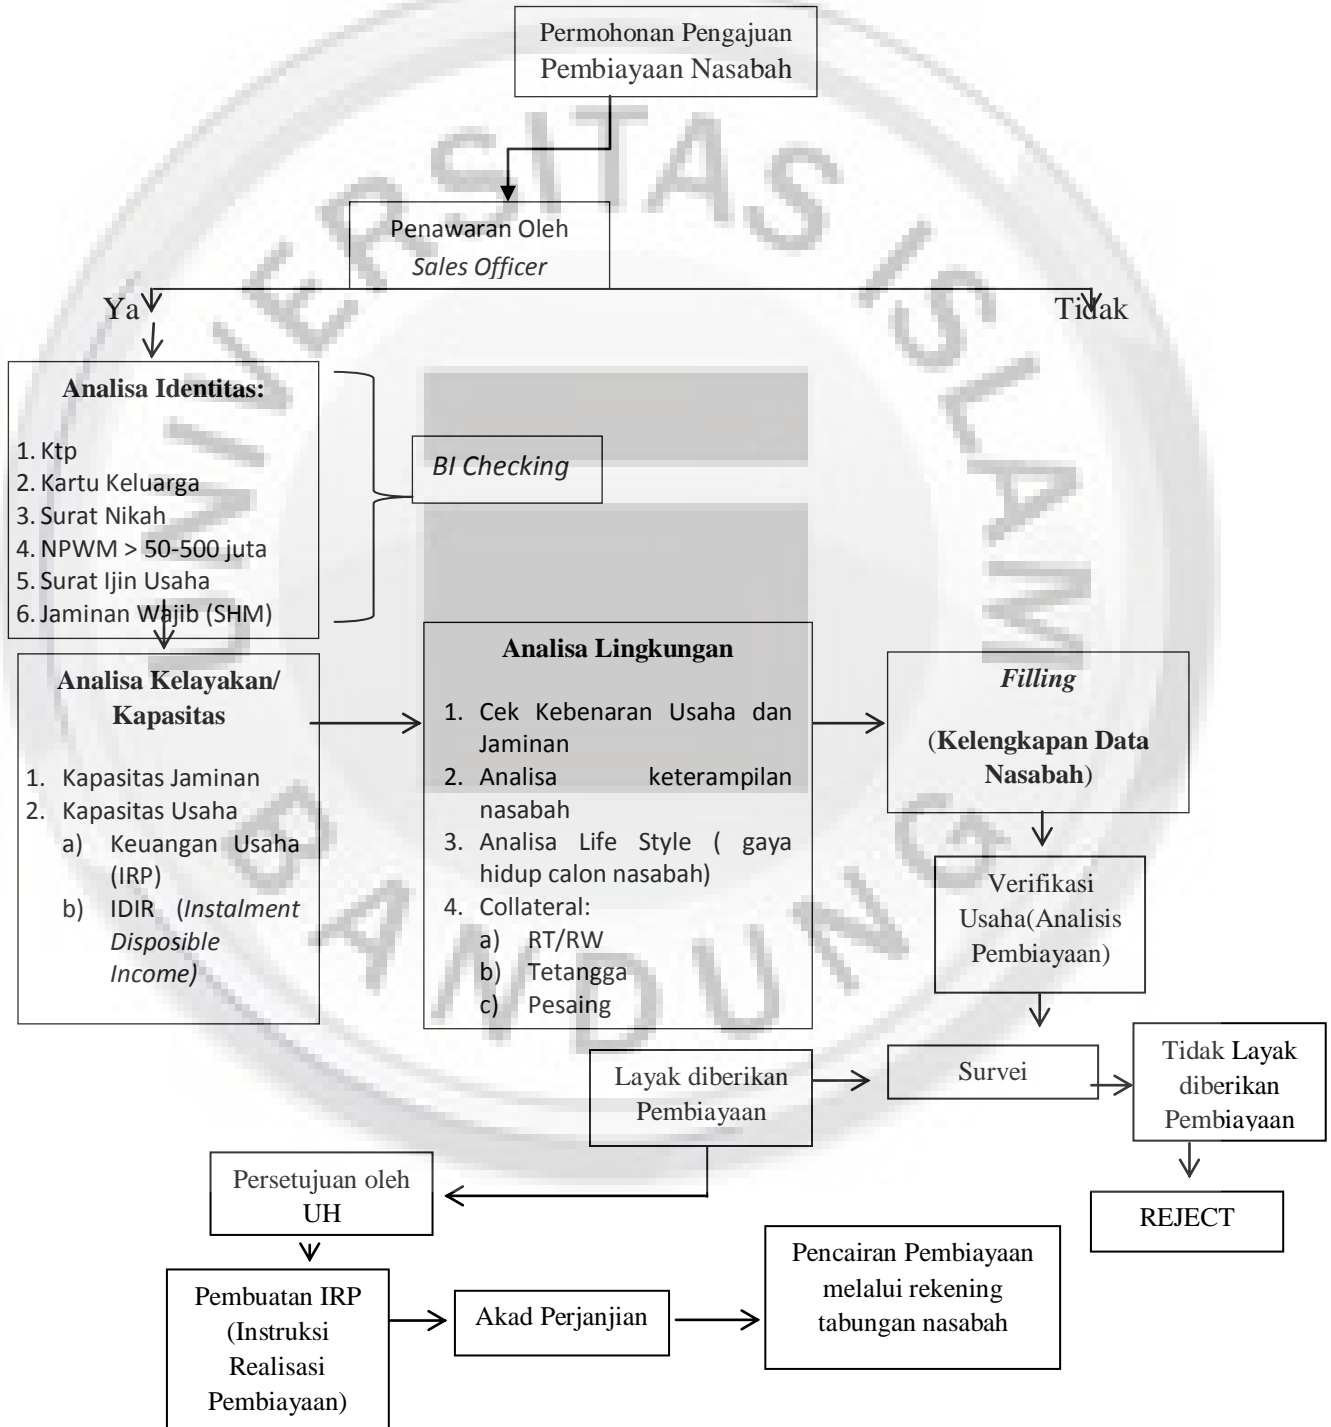 Permohonan Pengajuan
Pembiayaan Nasabah
Penawaran Oleh
Sales Officer
Ya
Tidak
Analisa Identitas:
1. Ktp
2. Kartu Keluarga
3. Surat Nikah
4. NPWM > 50-500 juta
5. Surat Ijin Usaha
6. Jaminan Wajib (SHM)
BI Checking
Analisa Kelayakan/
Kapasitas
1. Kapasitas Jaminan
2. Kapasitas Usaha
a) Keuangan Usaha
(IRP)
b) IDIR (Instalment
Disposible
Income)
Analisa Lingkungan
1. Cek Kebenaran Usaha dan
Jaminan
2. Analisa keterampilan
nasabah
3. Analisa Life Style ( gaya
hidup calon nasabah)
4. Collateral:
a) RT/RW
b) Tetangga
c) Pesaing
Filling
(Kelengkapan Data
Nasabah)
Verifikasi
Usaha(Analisis
Pembiayaan)
Layak diberikan
Pembiayaan
Survei
Tidak Layak
diberikan
Pembiayaan
REJECT
Persetujuan oleh
UH
Pembuatan IRP
(Instruksi
Realisasi
Pembiayaan)
Akad Perjanjian
Pencairan Pembiayaan
melalui rekening
tabungan nasabah
UNIVERSITAS ISLAM
BANDUNG